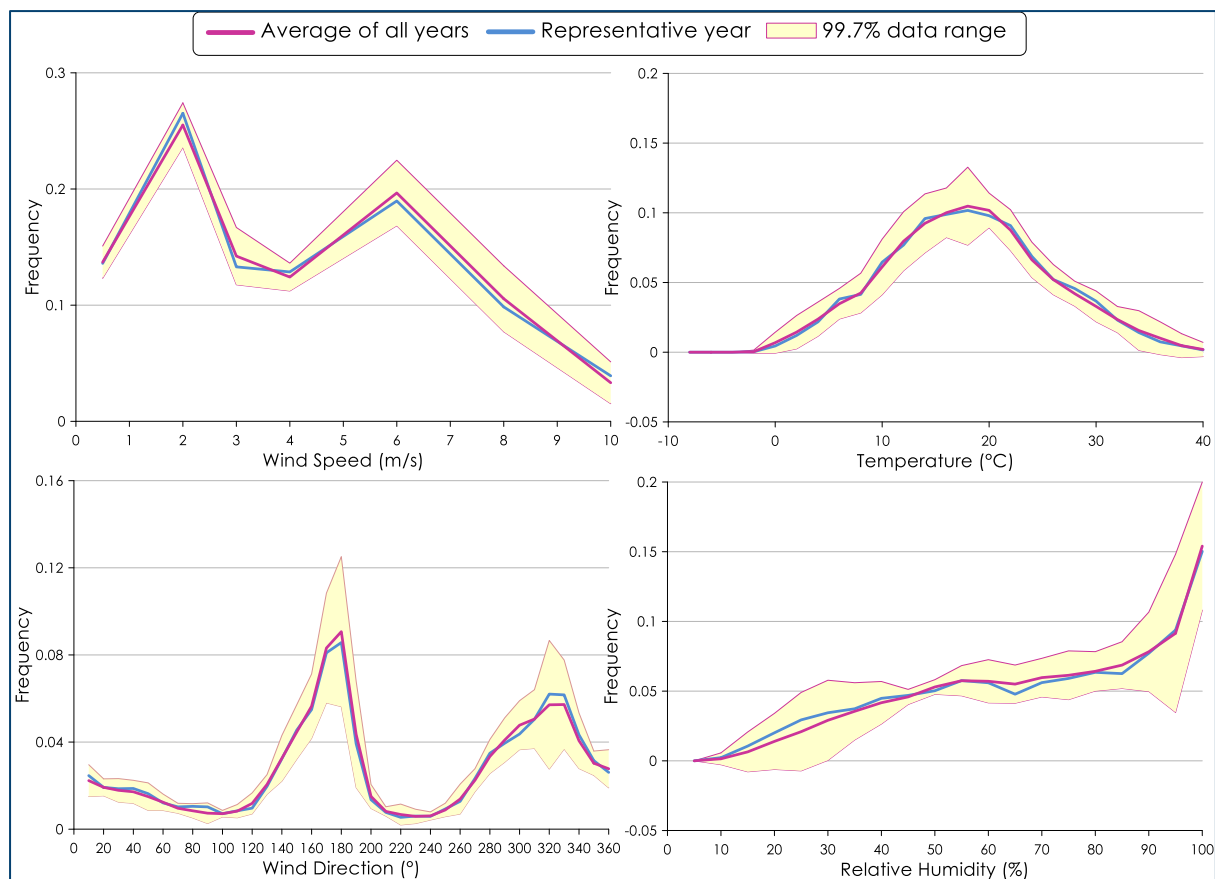 Average of all years Representative year 99.7% data range
0.3
0.2
0.1
0
Frequency
0 1 2 3 4 5 6 7 8 9 10
Wind Speed (m/s)
0.2
0.15
0.1
0.05
0
-0.05
Frequency
-10 0 10 20 30 40
Temperature (°C)
0.16
0.12
0.08
0.04
0
Frequency
0 20 40 60 80 100 120 140 160 180 200 220 240 260 280 300 320 340 360
Wind Direction (°)
0.2
0.15
0.1
0.05
0
-0.05
Frequency
0 10 20 30 40 50 60 70 80 90 100
Relative Humidity (%)